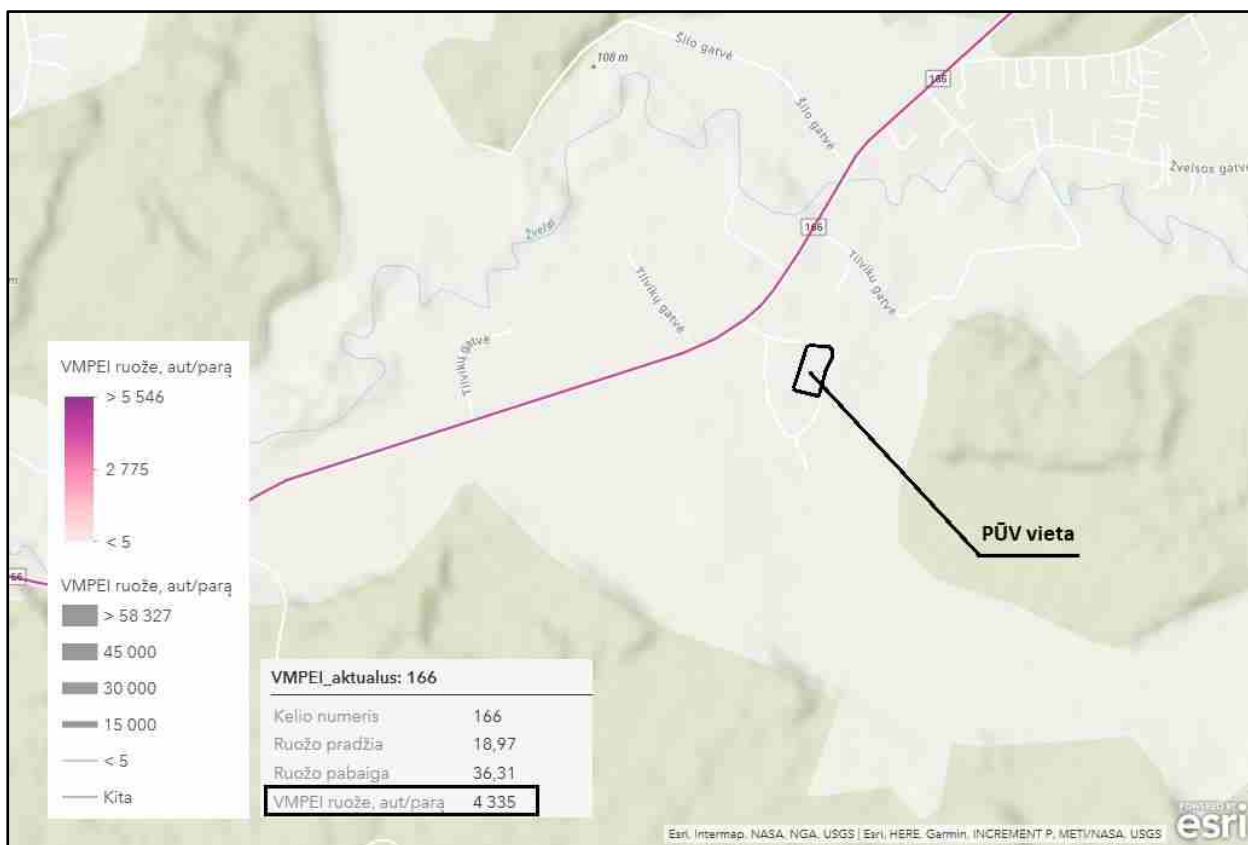 108 m
Šilo gatvė
Šilo gatvė
166
Žvelsos gatvė
Žvelsa
166
Tilvikų gatvė
Tilvikų gatvė
Tilvikų gatvė
m
VMPEI ruože, aut/parą
> 5 546
2 775
< 5
PŪV vieta
VMPEI ruože, aut/parą
> 58 327
45 000
30 000
15 000
< 5
Kita
VMPEI_aktualus: 166
Kelio numeris 166
Ruožo pradžia 18,97
Ruožo pabaiga 36,31
VMPEI ruože, aut/parą 4 335
Esri, Intermap, NASA, NGA, USGS | Esri, HERE, Garmin, INCREMENT P, METI/NASA, USGS
POWERED BY
esri